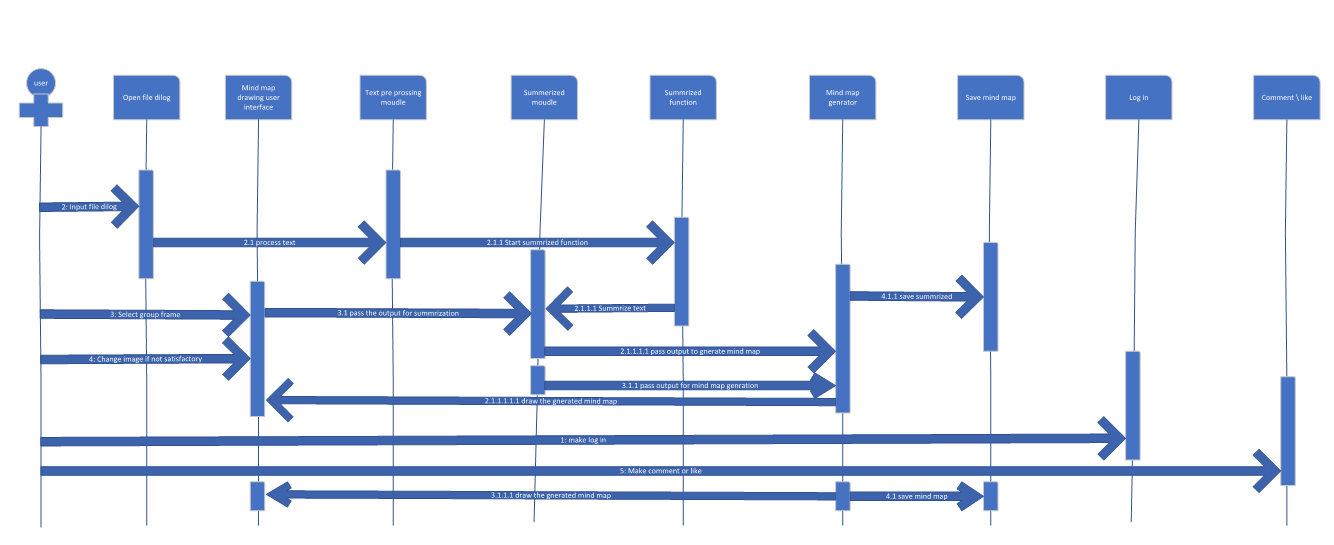 user
Open file dilog
Mind map
drawing user
interface
Text pre prossing
moudle
Summerized
moudle
Summrized
function
Mind map
genrator
Save mind map
Log in
Comment \ like
2: Input file dilog
2.1 process text
2.1.1 Start summrized function
4.1.1 save summrized
3: Select group frame
3.1 pass the output for summrization
2.1.1.1 Summrize text
4: Change image if not satisfactory
2.1.1.1.1 pass output to gnerate mind map
3.1.1 pass output for mind map genration
2.1.1.1.1.1 draw the gnerated mind map
1: make log in
5: Make comment or like
3.1.1.1 draw the gnerated mind map
4.1 save mind map